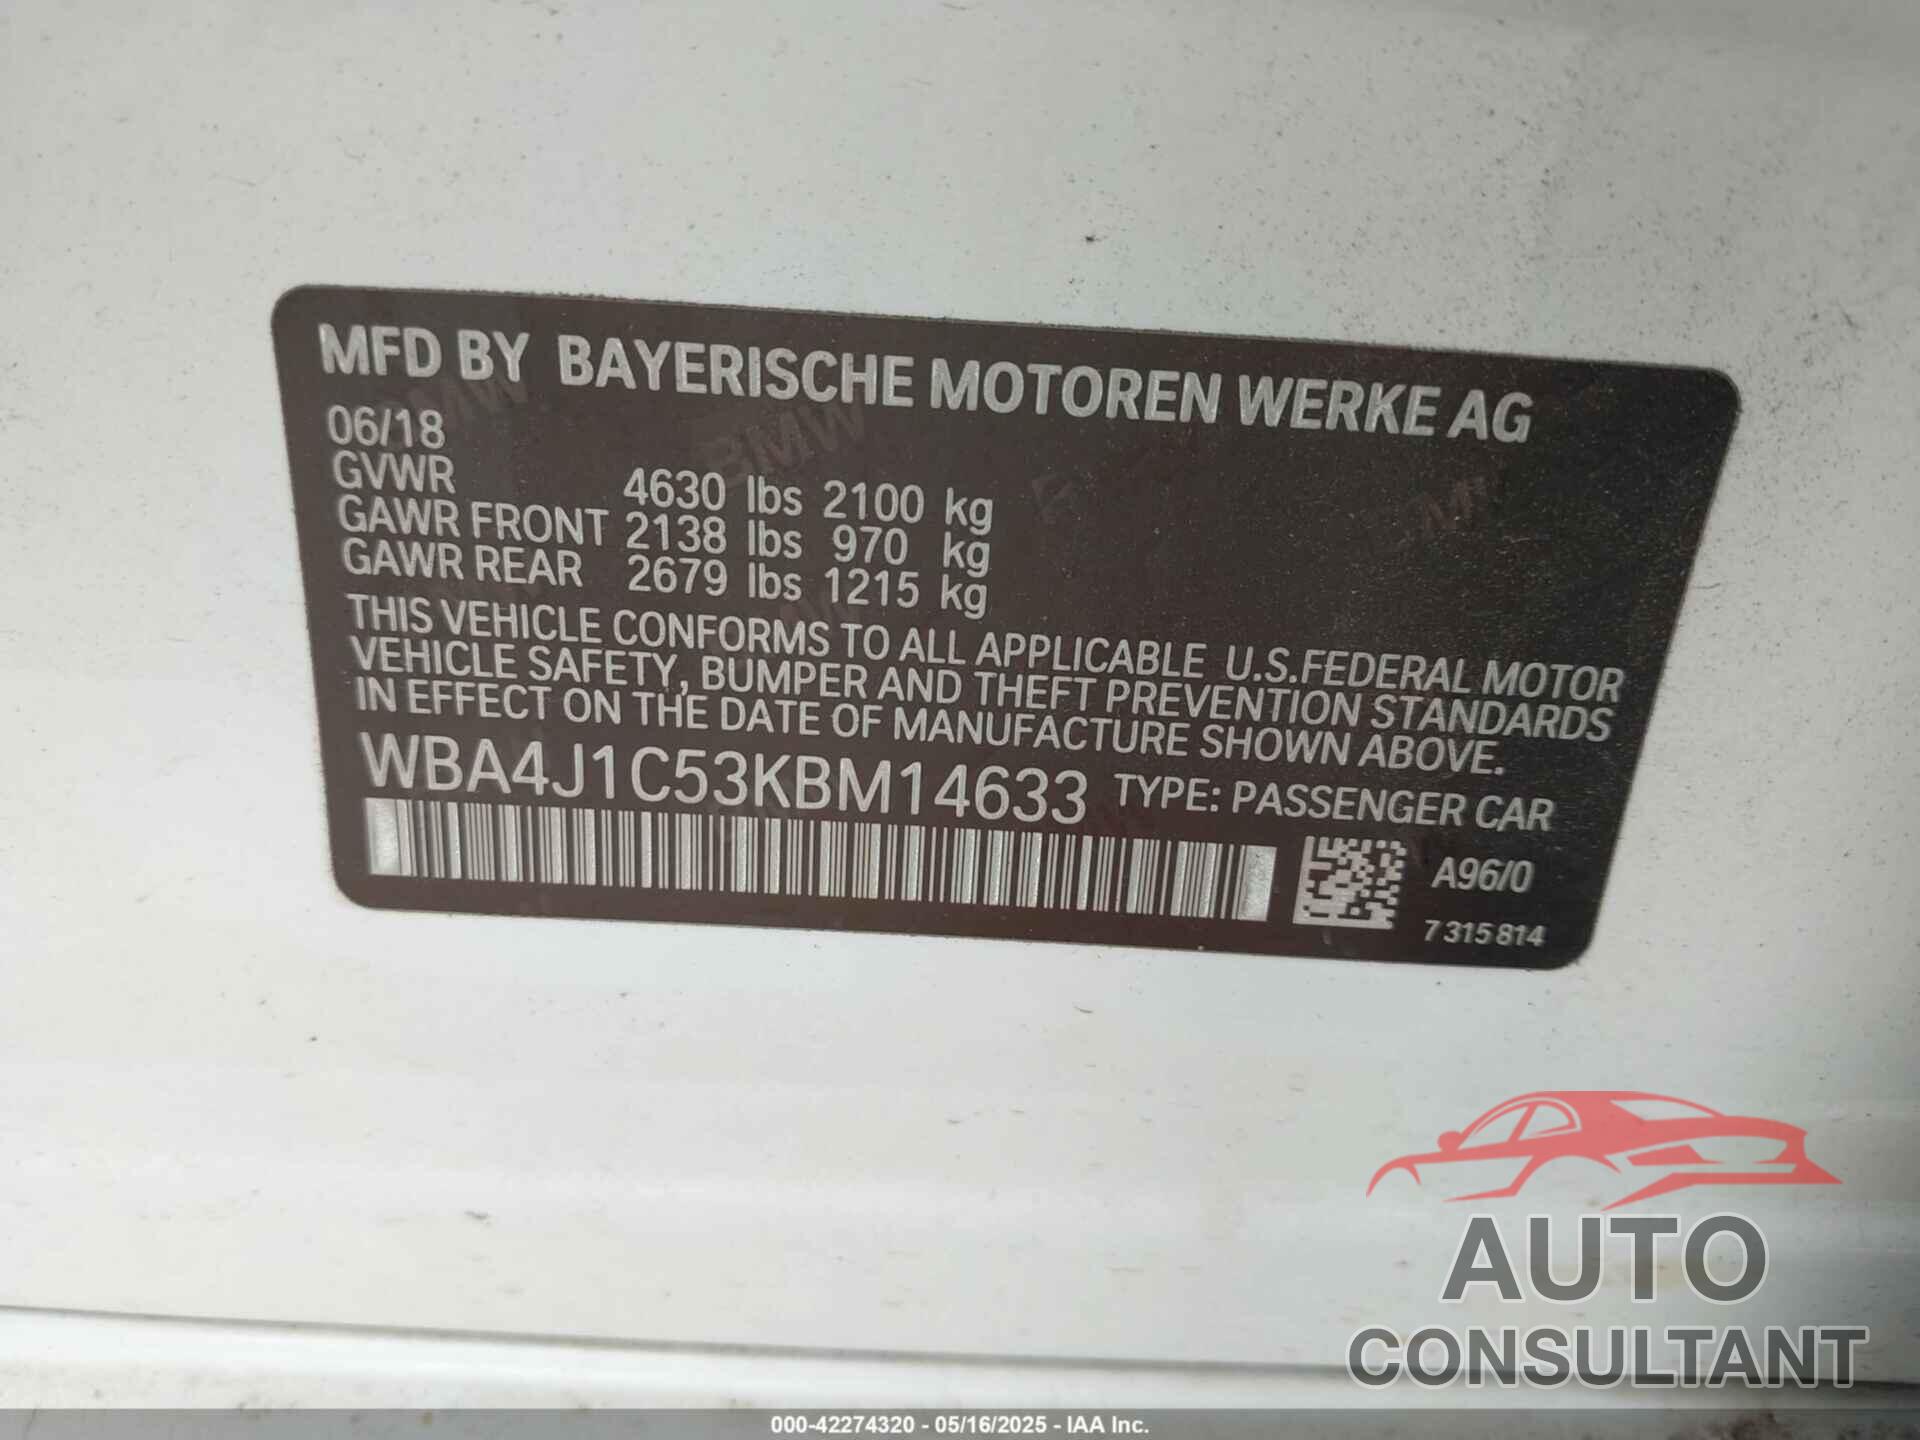 MFD BY BAYERISCHE MOTOREN WERKE AG
06/18
GVWR 4630 lbs 2100 kg
GAWR FRONT 2138 lbs 970 kg
GAWR REAR 2679 lbs 1215 kg
THIS VEHICLE CONFORMS TO ALL APPLICABLE U.S.FEDERAL MOTOR
VEHICLE SAFETY, BUMPER AND THEFT PREVENTION STANDARDS
IN EFFECT ON THE DATE OF MANUFACTURE SHOWN ABOVE.
WBA4J1C53KBM14633 TYPE: PASSENGER CAR
A96/0
7 315 814
AUTO
CONSULTANT
000-42274320 - 05/16/2025 - IAA Inc.